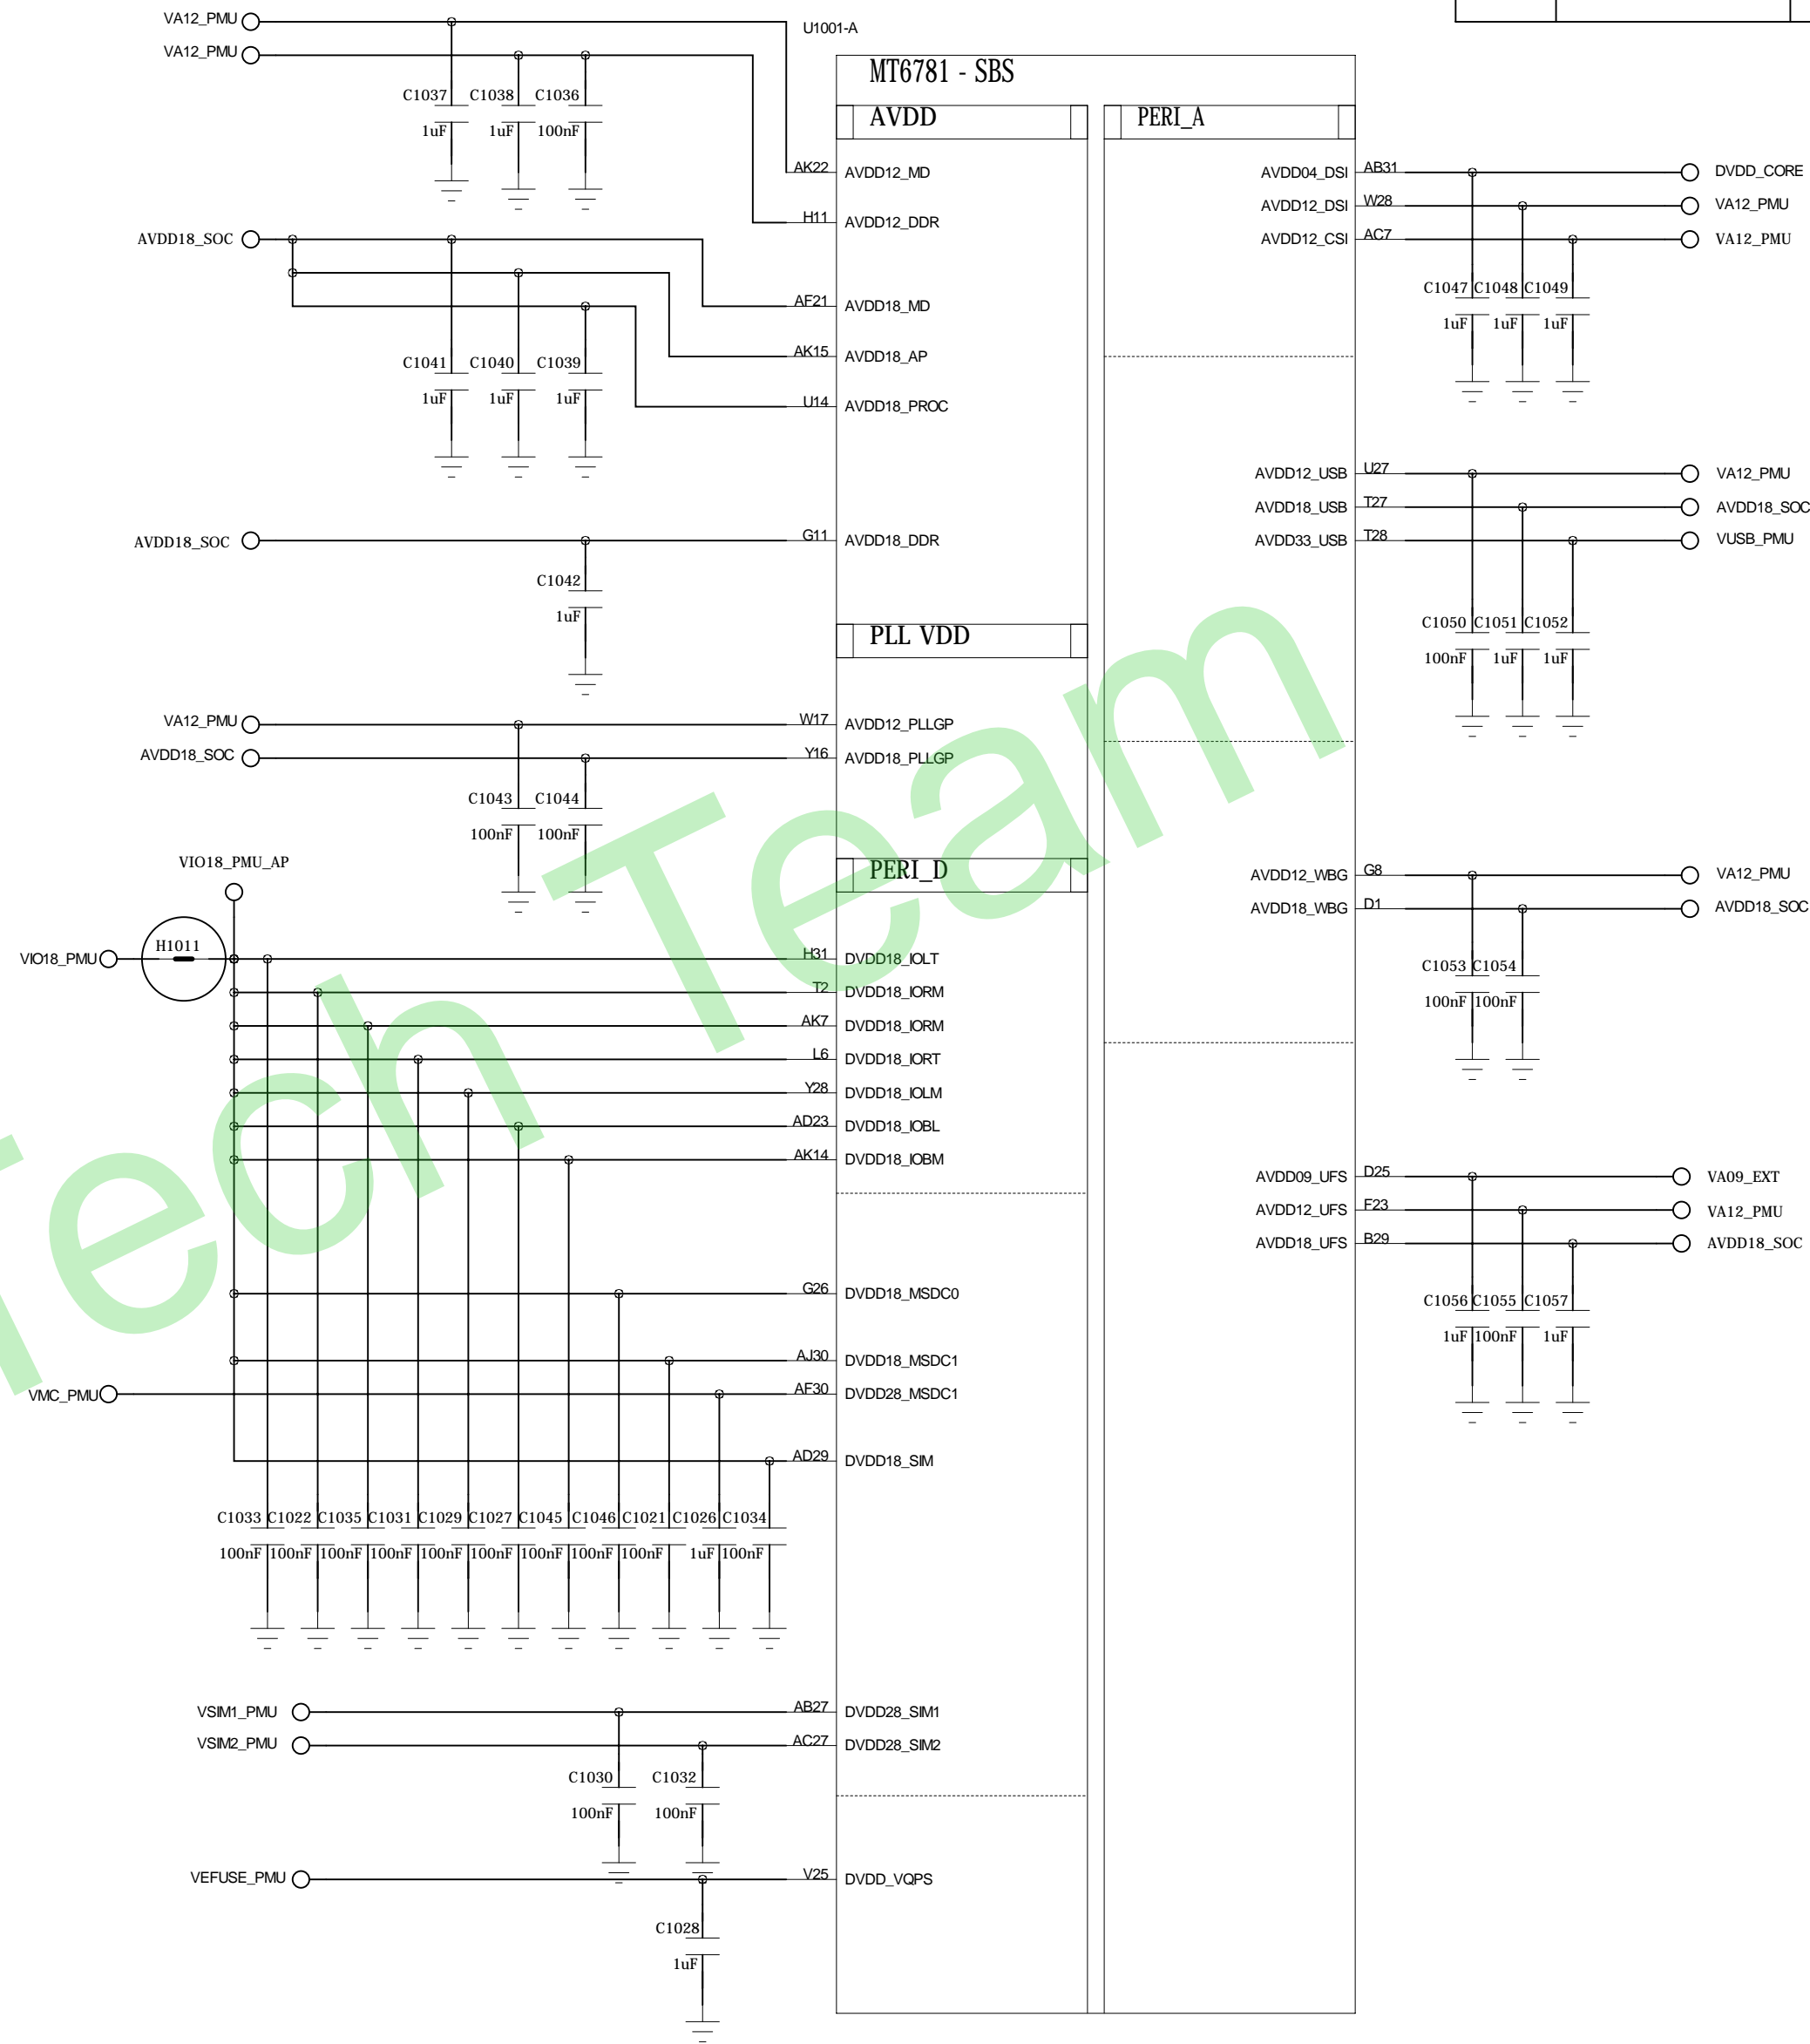 VA12_PMU
VA12_PMU
U1001-A
MT6781 - SBS
AVDD
PERI_A
C1037 C1038 C1036
1uF 1uF 100nF
AK22 AVDD12_MD
H11 AVDD12_DDR
AVDD18_SOC
AF21 AVDD18_MD
AK15 AVDD18_AP
U14 AVDD18_PROC
C1041 C1040 C1039
1uF 1uF 1uF
AVDD18_SOC
G11 AVDD18_DDR
C1042
1uF
PLL VDD
VA12_PMU
W17 AVDD12_PLLGP
AVDD18_SOC
Y16 AVDD18_PLLGP
C1043 C1044
100nF 100nF
PERI_D
VIO18_PMU_AP
VIO18_PMU
H1011
H31 DVDD18_IOLT
T2 DVDD18_IORM
AK7 DVDD18_IORM
L6 DVDD18_IORT
Y28 DVDD18_IOLM
AD23 DVDD18_IOBL
AK14 DVDD18_IOBM
G26 DVDD18_MSDC0
AJ30 DVDD18_MSDC1
VMC_PMU
AF30 DVDD28_MSDC1
AD29 DVDD18_SIM
C1033 C1022 C1035 C1031 C1029 C1027 C1045 C1046 C1021 C1026 C1034
100nF 100nF 100nF 100nF 100nF 100nF 100nF 100nF 100nF 1uF 100nF
VSIM1_PMU
AB27 DVDD28_SIM1
VSIM2_PMU
AC27 DVDD28_SIM2
C1030 C1032
100nF 100nF
VEFUSE_PMU
V25 DVDD_VQPS
C1028
1uF
AVDD04_DSI AB31 DVDD_CORE
AVDD12_DSI W28 VA12_PMU
AVDD12_CSI AC7 VA12_PMU
C1047 C1048 C1049
1uF 1uF 1uF
AVDD12_USB U27 VA12_PMU
AVDD18_USB T27 AVDD18_SOC
AVDD33_USB T28 VUSB_PMU
C1050 C1051 C1052
100nF 1uF 1uF
AVDD12_WBG G8 VA12_PMU
AVDD18_WBG D1 AVDD18_SOC
C1053 C1054
100nF 100nF
AVDD09_UFS D25 VA09_EXT
AVDD12_UFS F23 VA12_PMU
AVDD18_UFS B29 AVDD18_SOC
C1056 C1055 C1057
1uF 100nF 1uF
Tech Team